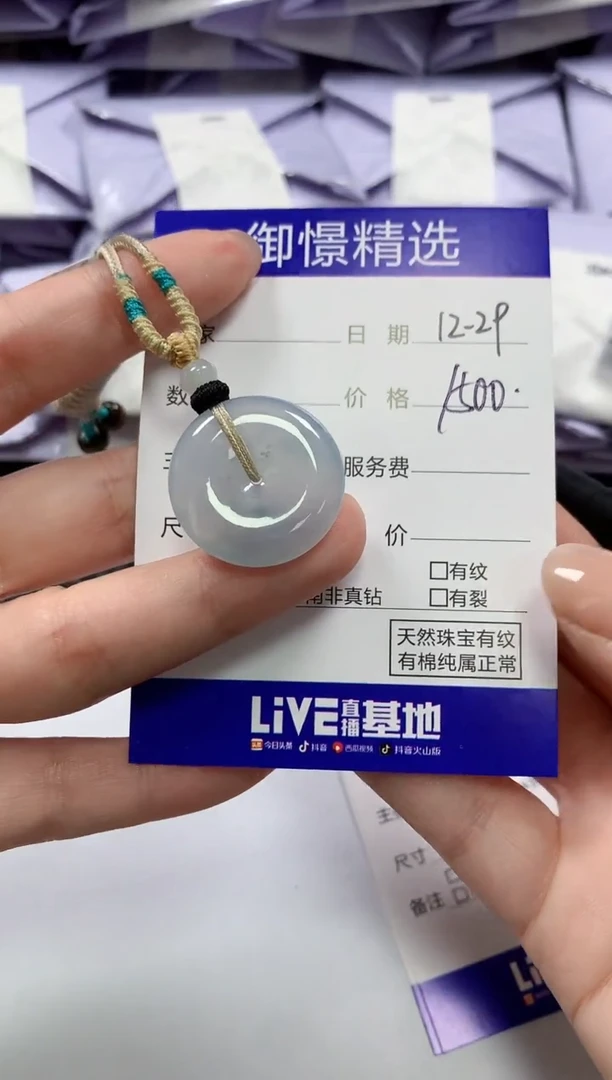 御憬精选
家 日期 12-29
数 价格 1500.
服务费
尺 价
□有纹
南非真钻 □有裂
天然珠宝有纹
有棉纯属正常
LiVE直播基地
今日头条 抖音 西瓜视频 抖音火山版
尺寸
备注